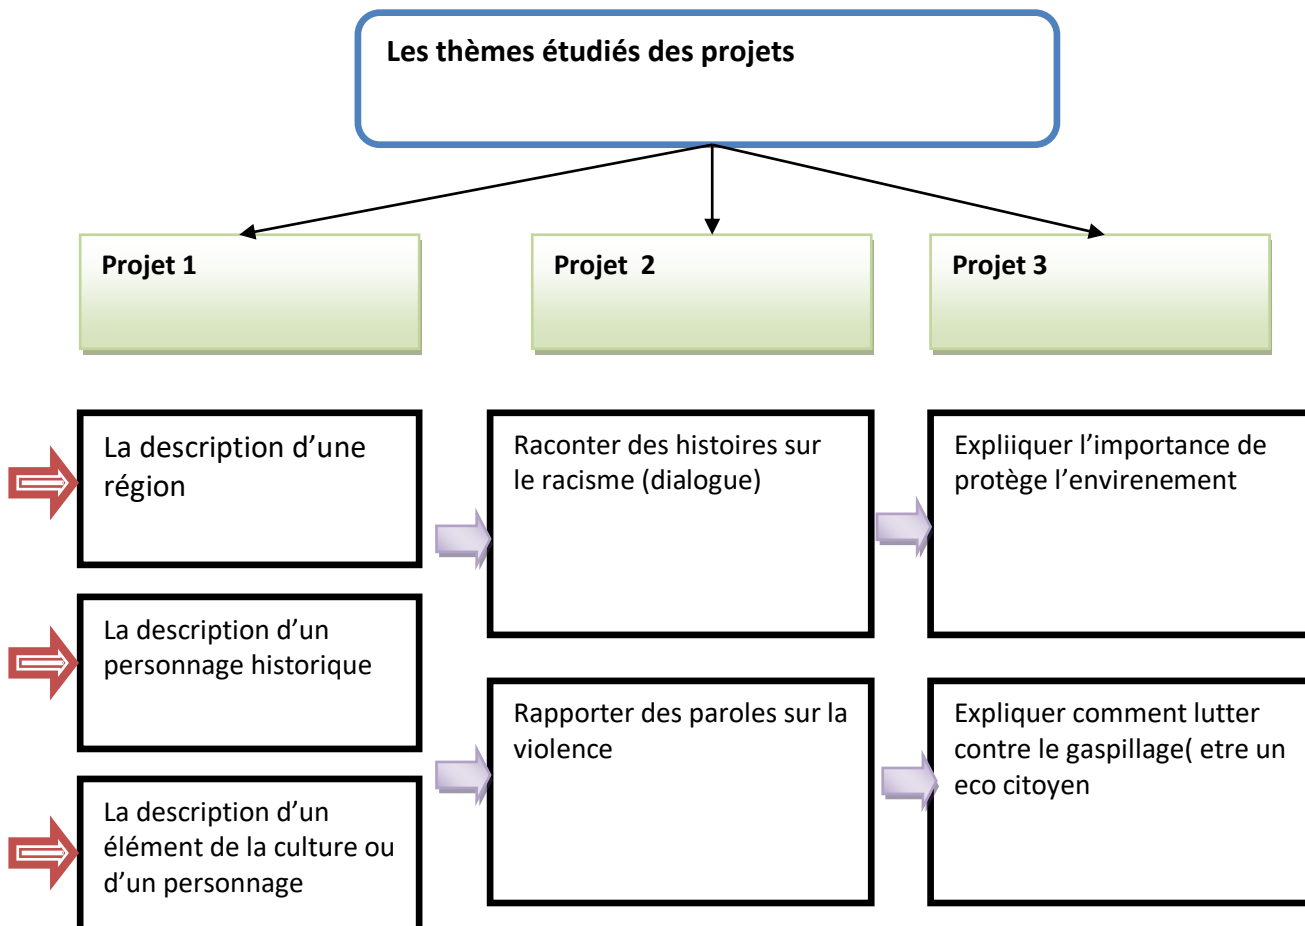 Les thèmes étudiés des projets
Projet 1
Projet 2
Projet 3
La description d’une
région
La description d’un
personnage historique
La description d’un
élément de la culture ou
d’un personnage
Raconter des histoires sur
le racisme (dialogue)
Rapporter des paroles sur la
violence
Expliiquer l’importance de
protège l’envirenement
Expliquer comment lutter
contre le gaspillage( etre un
eco citoyen